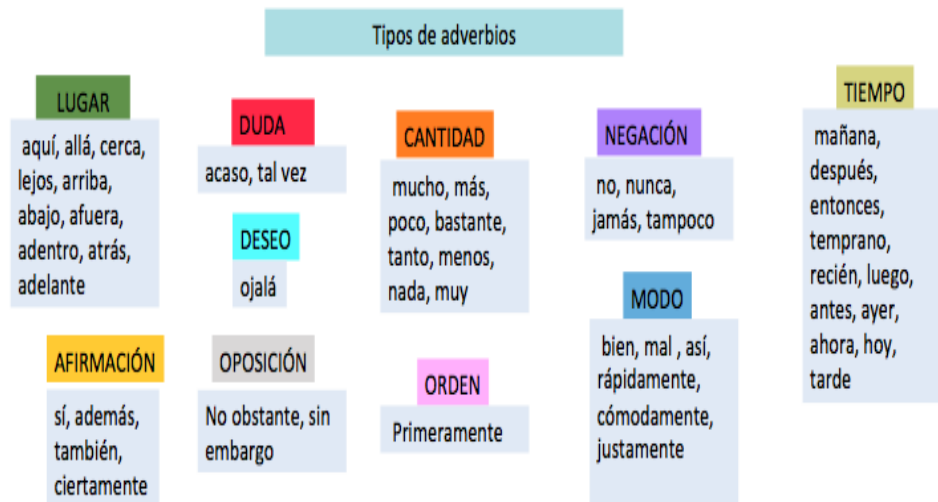 Tipos de adverbios
LUGAR
aquí, allá, cerca,
lejos, arriba,
abajo, afuera,
adentro, atrás,
adelante
DUDA
acaso, tal vez
DESEO
ojalá
CANTIDAD
mucho, más,
poco, bastante,
tanto, menos,
nada, muy
NEGACIÓN
no, nunca,
jamás, tampoco
TIEMPO
mañana,
después,
entonces,
temprano,
recién, luego,
antes, ayer,
ahora, hoy,
tarde
AFIRMACIÓN
sí, además,
también,
ciertamente
OPOSICIÓN
No obstante, sin
embargo
ORDEN
Primeramente
MODO
bien, mal , así,
rápidamente,
cómodamente,
justamente